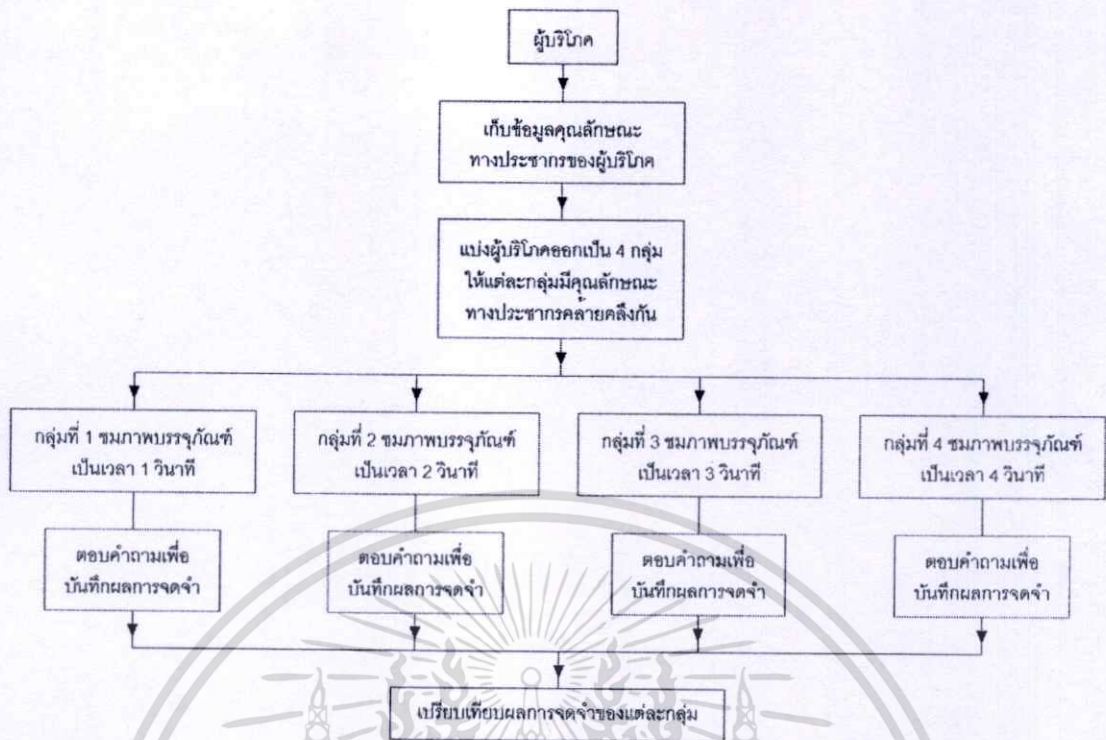 ผู้บริโภค
เก็บข้อมูลคุณลักษณะ
ทางประชากรของผู้บริโภค
แบ่งผู้บริโภคออกเป็น 4 กลุ่ม
ให้แต่ละกลุ่มมีคุณลักษณะ
ทางประชากรคล้ายคลึงกัน
กลุ่มที่ 1 ชมภาพบรรจุภัณฑ์
เป็นเวลา 1 วินาที
กลุ่มที่ 2 ชมภาพบรรจุภัณฑ์
เป็นเวลา 2 วินาที
กลุ่มที่ 3 ชมภาพบรรจุภัณฑ์
เป็นเวลา 3 วินาที
กลุ่มที่ 4 ชมภาพบรรจุภัณฑ์
เป็นเวลา 4 วินาที
ตอบคำถามเพื่อ
บันทึกผลการจดจำ
ตอบคำถามเพื่อ
บันทึกผลการจดจำ
ตอบคำถามเพื่อ
บันทึกผลการจดจำ
ตอบคำถามเพื่อ
บันทึกผลการจดจำ
เปรียบเทียบผลการจดจำของแต่ละกลุ่ม